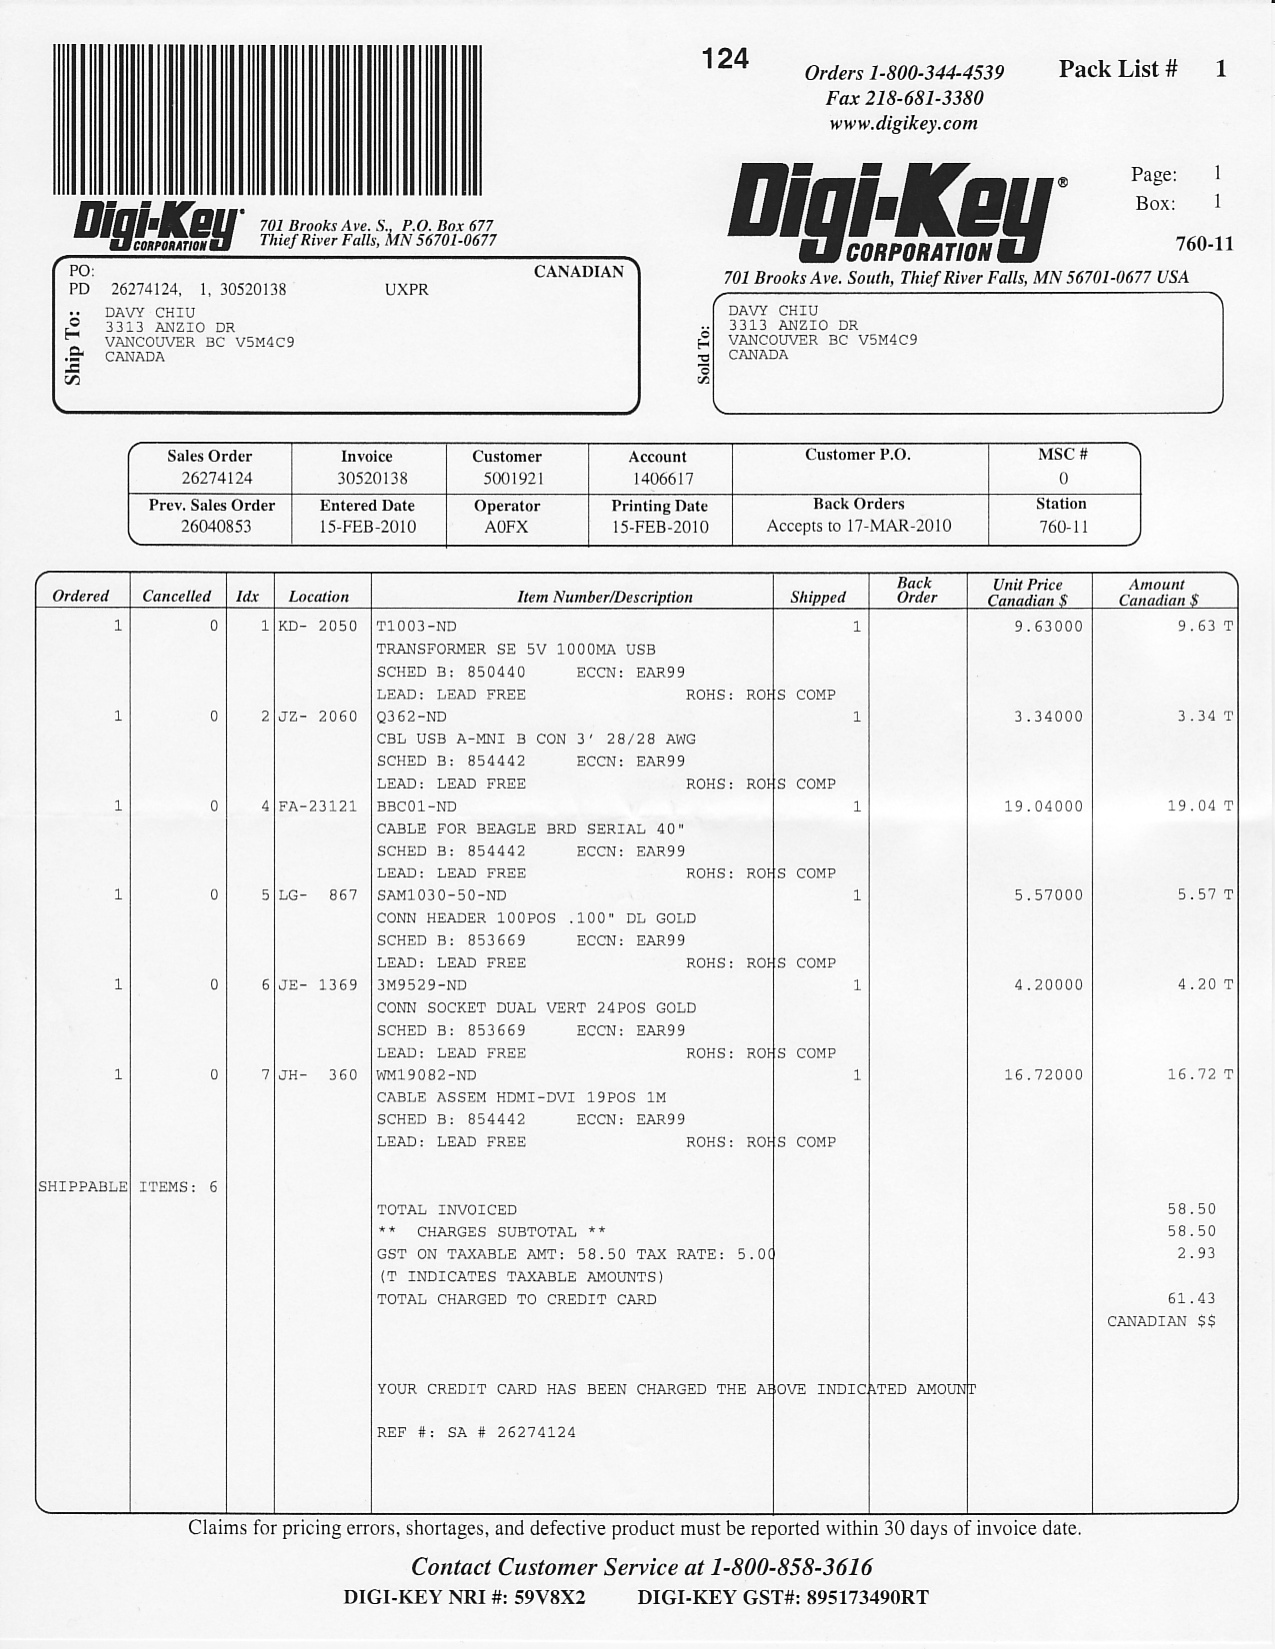 124
Orders 1-800-344-4539
Fax 218-681-3380
www.digikey.com
Pack List # 1
Digi-Key
CORPORATION
701 Brooks Ave. S., P.O. Box 677
Thief River Falls, MN 56701-0677
Digi-Key®
CORPORATION
701 Brooks Ave. South, Thief River Falls, MN 56701-0677 USA
Page: 1
Box: 1
760-11
PO: CANADIAN
PD 26274124, 1, 30520138 UXPR
Ship To:
DAVY CHIU
3313 ANZIO DR
VANCOUVER BC V5M4C9
CANADA
Sold To:
DAVY CHIU
3313 ANZIO DR
VANCOUVER BC V5M4C9
CANADA
Sales Order Invoice Customer Account Customer P.O. MSC #
26274124 30520138 5001921 1406617 0
Prev. Sales Order Entered Date Operator Printing Date Back Orders Station
26040853 15-FEB-2010 A0FX 15-FEB-2010 Accepts to 17-MAR-2010 760-11
Ordered Cancelled Idx Location Item Number/Description Shipped Back Order Unit Price Canadian $ Amount Canadian $
1 0 1 KD- 2050 T1003-ND 1 9.63000 9.63 T
TRANSFORMER SE 5V 1000MA USB
SCHED B: 850440 ECCN: EAR99
LEAD: LEAD FREE ROHS: ROHS COMP
1 0 2 JZ- 2060 Q362-ND 1 3.34000 3.34 T
CBL USB A-MNI B CON 3' 28/28 AWG
SCHED B: 854442 ECCN: EAR99
LEAD: LEAD FREE ROHS: ROHS COMP
1 0 4 FA-23121 BBC01-ND 1 19.04000 19.04 T
CABLE FOR BEAGLE BRD SERIAL 40"
SCHED B: 854442 ECCN: EAR99
LEAD: LEAD FREE ROHS: ROHS COMP
1 0 5 LG- 867 SAM1030-50-ND 1 5.57000 5.57 T
CONN HEADER 100POS .100" DL GOLD
SCHED B: 853669 ECCN: EAR99
LEAD: LEAD FREE ROHS: ROHS COMP
1 0 6 JE- 1369 3M9529-ND 1 4.20000 4.20 T
CONN SOCKET DUAL VERT 24POS GOLD
SCHED B: 853669 ECCN: EAR99
LEAD: LEAD FREE ROHS: ROHS COMP
1 0 7 JH- 360 WM19082-ND 1 16.72000 16.72 T
CABLE ASSEM HDMI-DVI 19POS 1M
SCHED B: 854442 ECCN: EAR99
LEAD: LEAD FREE ROHS: ROHS COMP
SHIPPABLE ITEMS: 6
TOTAL INVOICED 58.50
** CHARGES SUBTOTAL ** 58.50
GST ON TAXABLE AMT: 58.50 TAX RATE: 5.00 2.93
(T INDICATES TAXABLE AMOUNTS)
TOTAL CHARGED TO CREDIT CARD 61.43
CANADIAN $$
YOUR CREDIT CARD HAS BEEN CHARGED THE ABOVE INDICATED AMOUNT
REF #: SA # 26274124
Claims for pricing errors, shortages, and defective product must be reported within 30 days of invoice date.
Contact Customer Service at 1-800-858-3616
DIGI-KEY NRI #: 59V8X2 DIGI-KEY GST#: 895173490RT